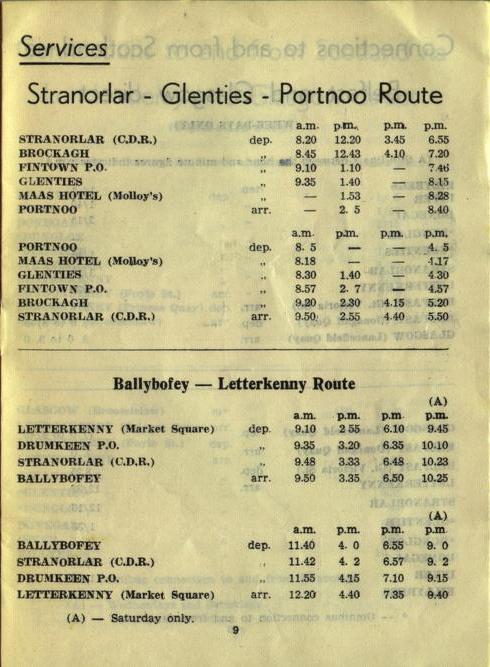 Services
Stranorlar - Glenties - Portnoo Route
a.m. p.m. p.m. p.m.
STRANORLAR (C.D.R.) dep. 8.20 12.20 3.45 6.55
BROCKAGH „ 8.45 12.43 4.10 7.20
FINTOWN P.O. „ 9.10 1.10 — 7.46
GLENTIES „ 9.35 1.40 — 8.15
MAAS HOTEL (Molloy's) „ — 1.53 — 8.28
PORTNOO arr. — 2. 5 — 8.40
a.m. p.m. p.m. p.m.
PORTNOO dep. 8. 5 — — 4. 5
MAAS HOTEL (Molloy's) „ 8.18 — — 4.17
GLENTIES „ 8.30 1.40 — 4.30
FINTOWN P.O. „ 8.57 2. 7 — 4.57
BROCKAGH „ 9.20 2.30 4.15 5.20
STRANORLAR (C.D.R.) arr. 9.50 2.55 4.40 5.50
Ballybofey — Letterkenny Route
(A)
a.m. p.m. p.m. p.m.
LETTERKENNY (Market Square) dep. 9.10 2 55 6.10 9.45
DRUMKEEN P.O. „ 9.35 3.20 6.35 10.10
STRANORLAR (C.D.R.) „ 9.48 3.33 6.48 10.23
BALLYBOFEY arr. 9.50 3.35 6.50 10.25
(A)
a.m. p.m. p.m. p.m
BALLYBOFEY dep. 11.40 4. 0 6.55 9. 0
STRANORLAR (C.D.R.) „ 11.42 4. 2 6.57 9. 2
DRUMKEEN P.O. „ 11.55 4.15 7.10 9.15
LETTERKENNY (Market Square) arr. 12.20 4.40 7.35 9.40
(A) — Saturday only.
9